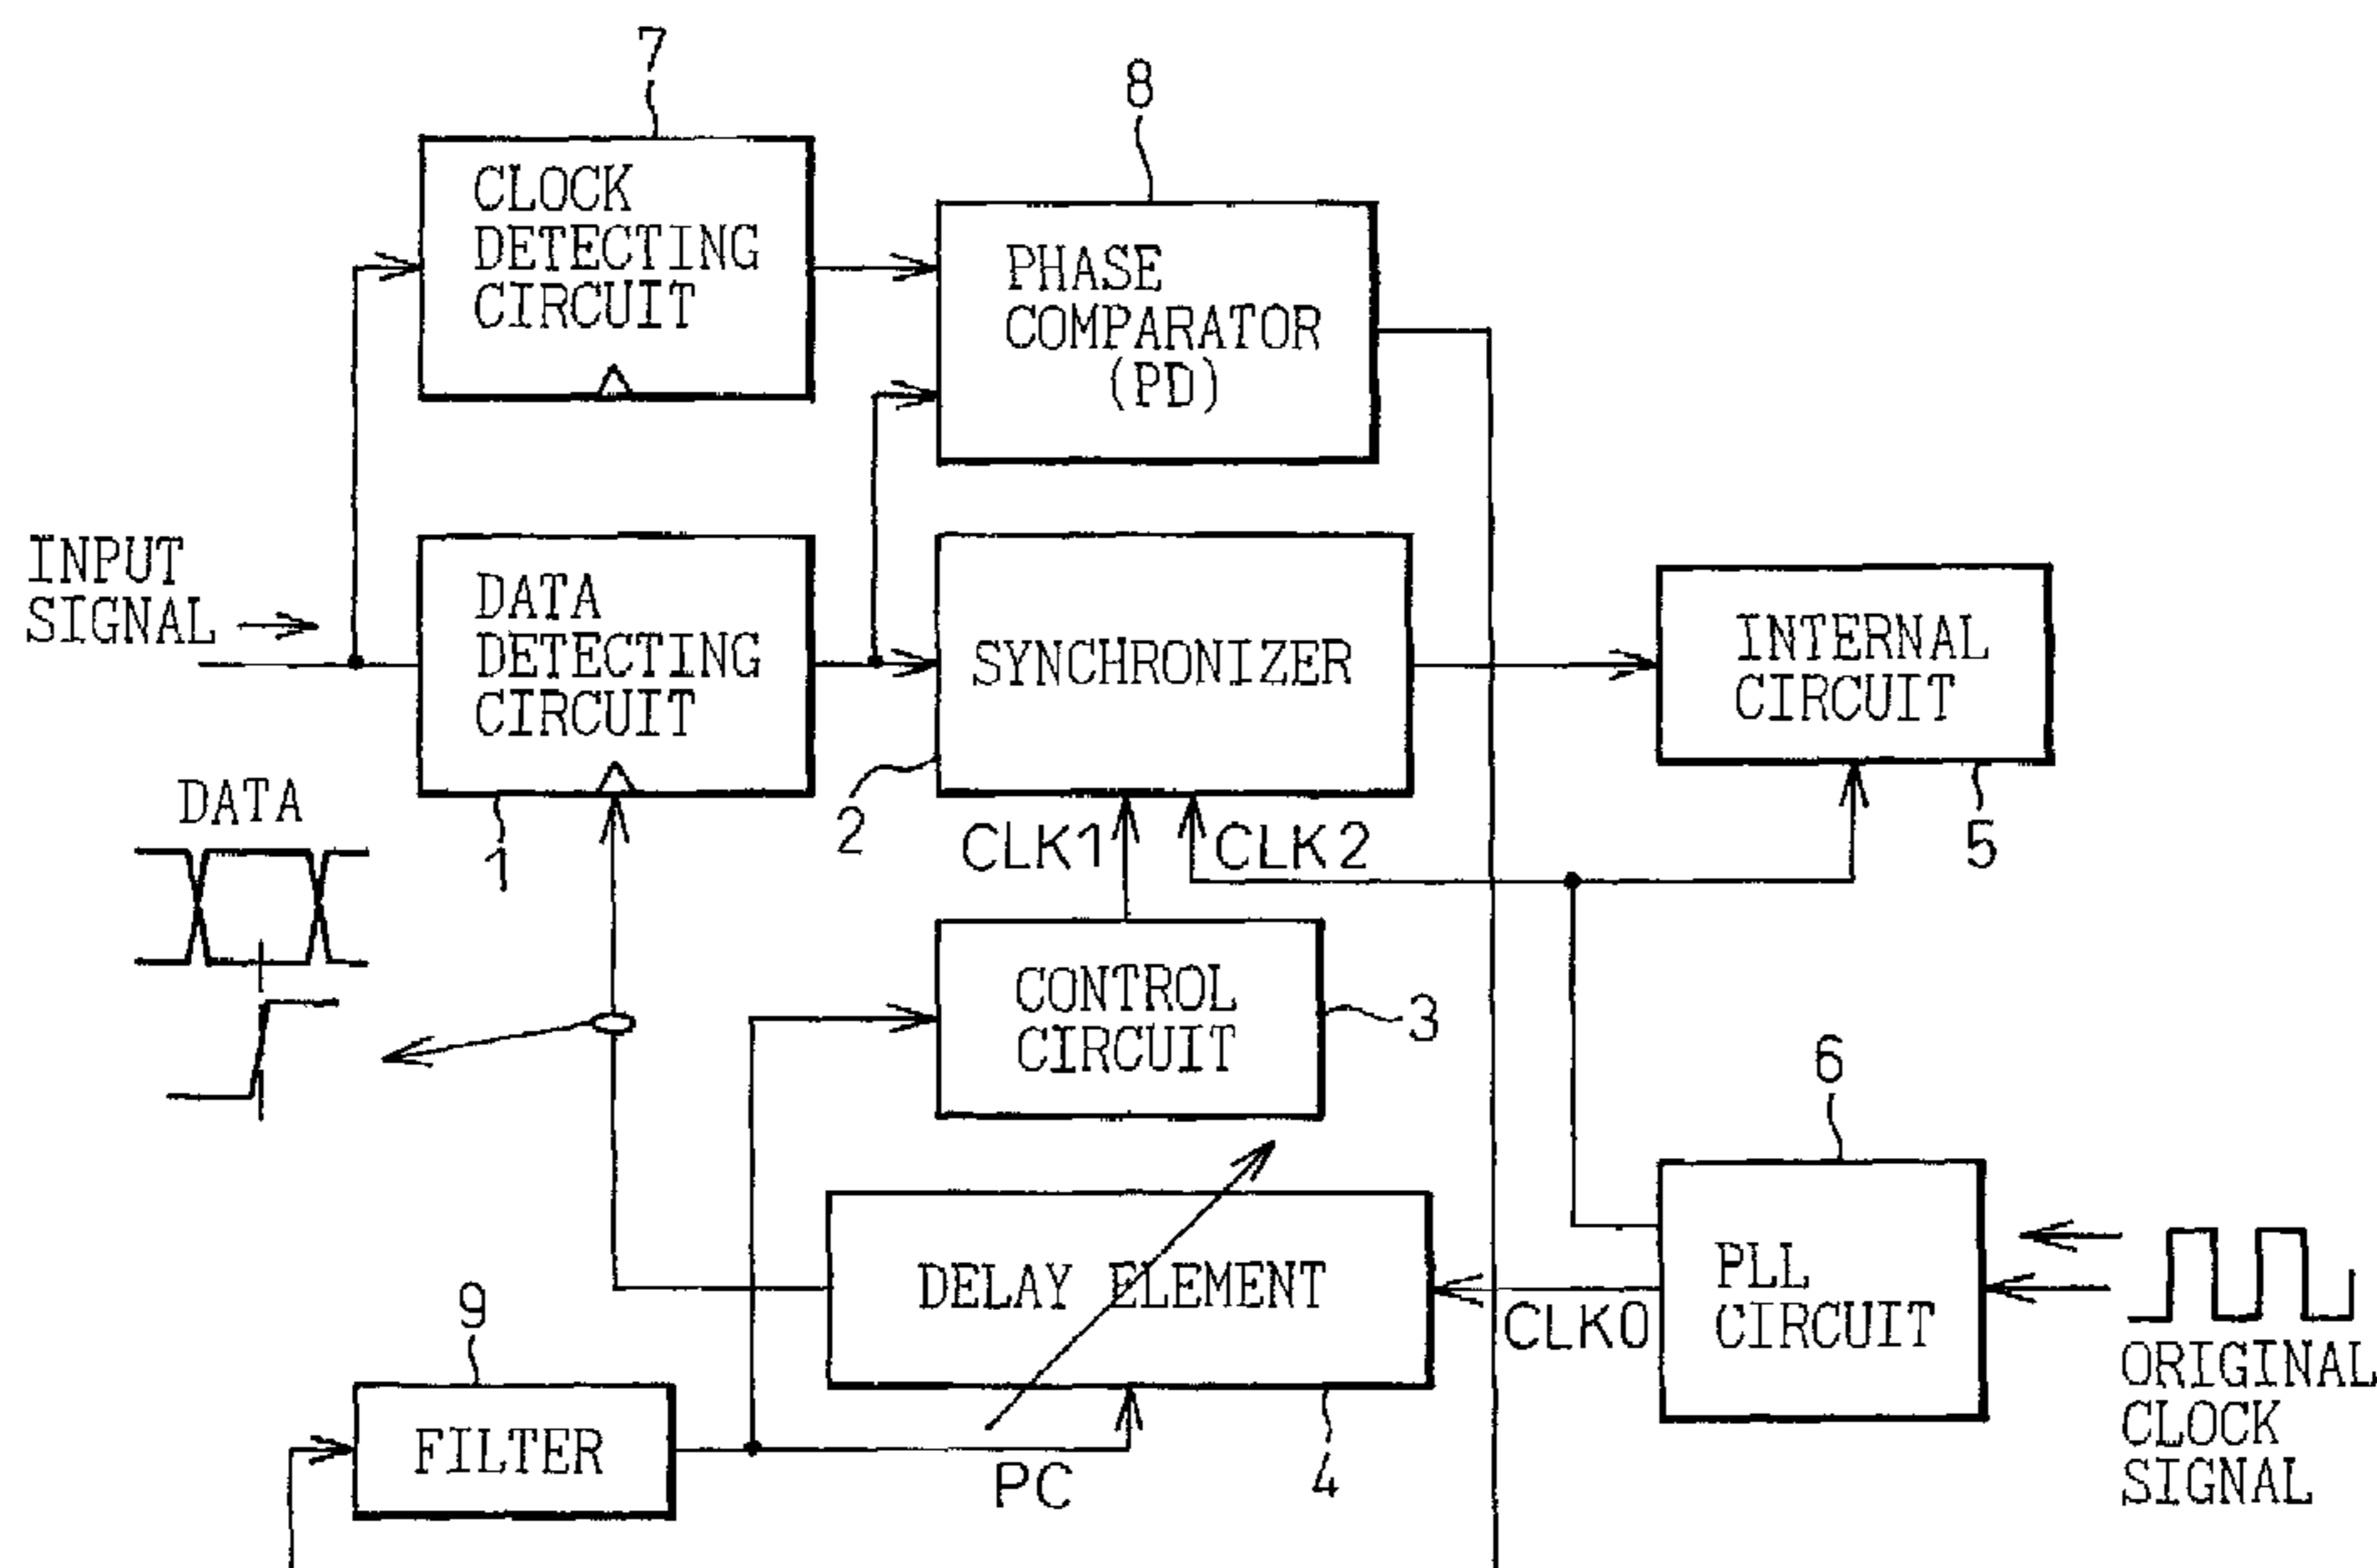 7
8
CLOCK
DETECTING
CIRCUIT
PHASE
COMPARATOR
(PD)
INPUT
SIGNAL
DATA
DETECTING
CIRCUIT
SYNCHRONIZER
INTERNAL
CIRCUIT
DATA
1
2
CLK1
CLK2
5
CONTROL
CIRCUIT
3
6
DELAY ELEMENT
CLK0
PLL
CIRCUIT
9
FILTER
PC
4
ORIGINAL
CLOCK
SIGNAL